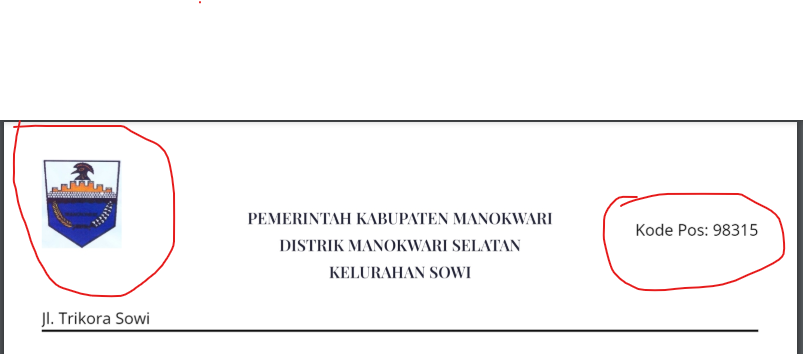 PEMERINTAH KABUPATEN MANOKWARI
DISTRIK MANOKWARI SELATAN
KELURAHAN SOWI
Kode Pos: 98315
Jl. Trikora Sowi